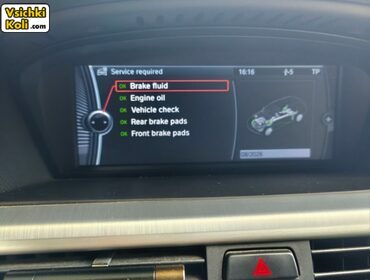 Vsichki
Koli.com
Service required
16:16
-5
TP
OK Brake fluid
OK Engine oil
OK Vehicle check
OK Rear brake pads
OK Front brake pads
08/2026